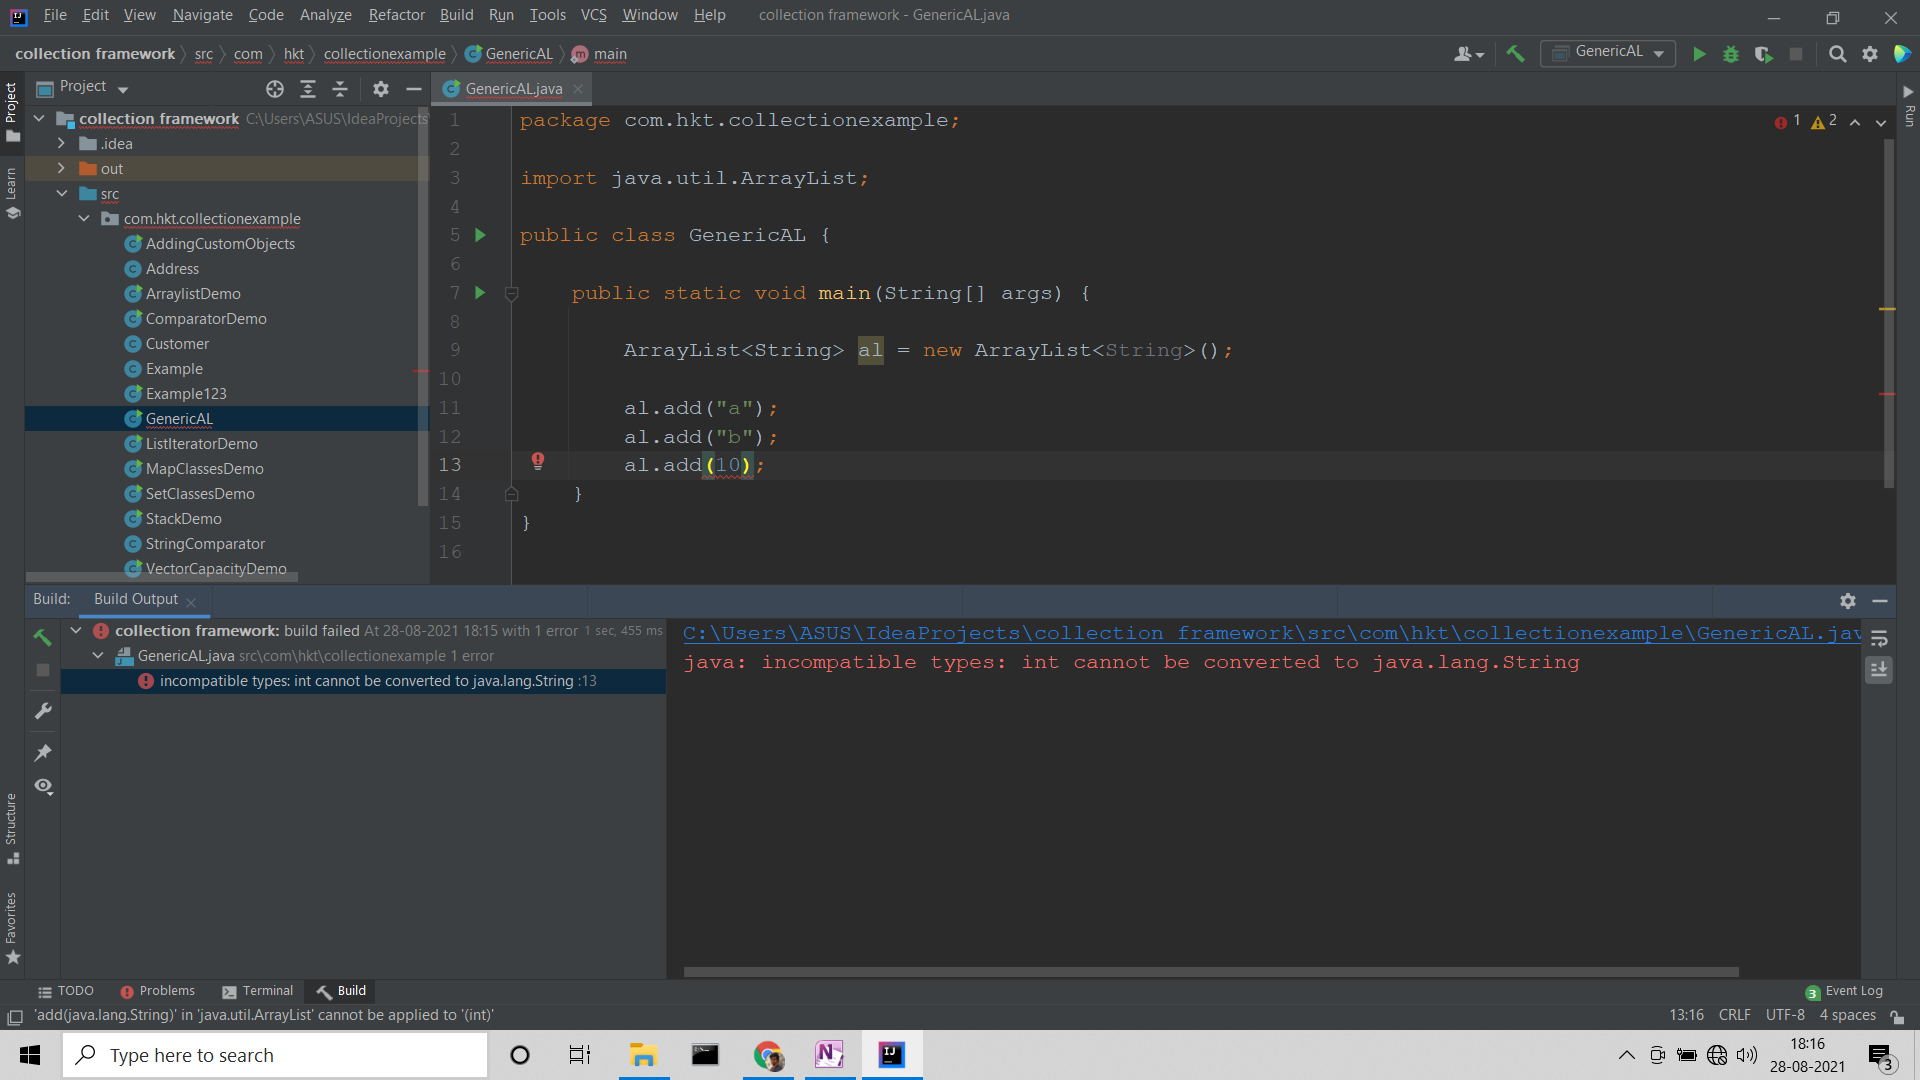 File Edit View Navigate Code Analyze Refactor Build Run Tools VCS Window Help collection framework - GenericAL.java
collection framework src com hkt collectionexample GenericAL main
GenericAL
Project
GenericAL.java
Project
Learn
Structure
Favorites
Run
collection framework C:\Users\ASUS\IdeaProjects
.idea
out
src
com.hkt.collectionexample
AddingCustomObjects
Address
ArraylistDemo
ComparatorDemo
Customer
Example
Example123
GenericAL
ListIteratorDemo
MapClassesDemo
SetClassesDemo
StackDemo
StringComparator
VectorCapacityDemo
1 package com.hkt.collectionexample;
2
3 import java.util.ArrayList;
4
5 public class GenericAL {
6
7 public static void main(String[] args) {
8
9 ArrayList<String> al = new ArrayList<String>();
10
11 al.add("a");
12 al.add("b");
13 al.add(10);
14 }
15 }
16
1 2
Build: Build Output
collection framework: build failed At 28-08-2021 18:15 with 1 error 1 sec, 455 ms
GenericAL.java src\com\hkt\collectionexample 1 error
incompatible types: int cannot be converted to java.lang.String :13
C:\Users\ASUS\IdeaProjects\collection framework\src\com\hkt\collectionexample\GenericAL.jav
java: incompatible types: int cannot be converted to java.lang.String
TODO Problems Terminal Build 3 Event Log
'add(java.lang.String)' in 'java.util.ArrayList' cannot be applied to '(int)' 13:16 CRLF UTF-8 4 spaces
Type here to search
18:16
28-08-2021
3